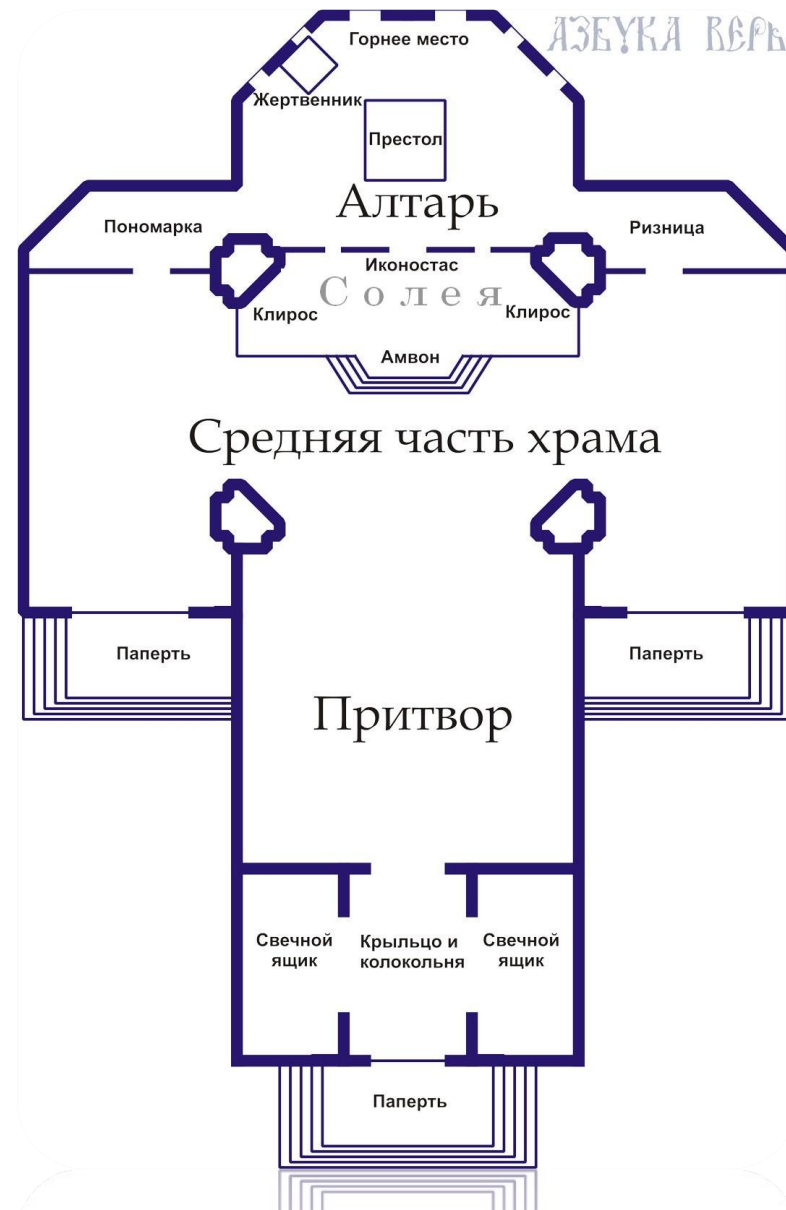 АЗБУКА ВЕРЫ
Горнее место
Жертвенник
Престол
Алтарь
Пономарка
Ризница
Иконостас
Солея
Клирос
Клирос
Амвон
Средняя часть храма
Паперть
Паперть
Притвор
Свечной
ящик
Крыльцо и
колокольня
Свечной
ящик
Паперть